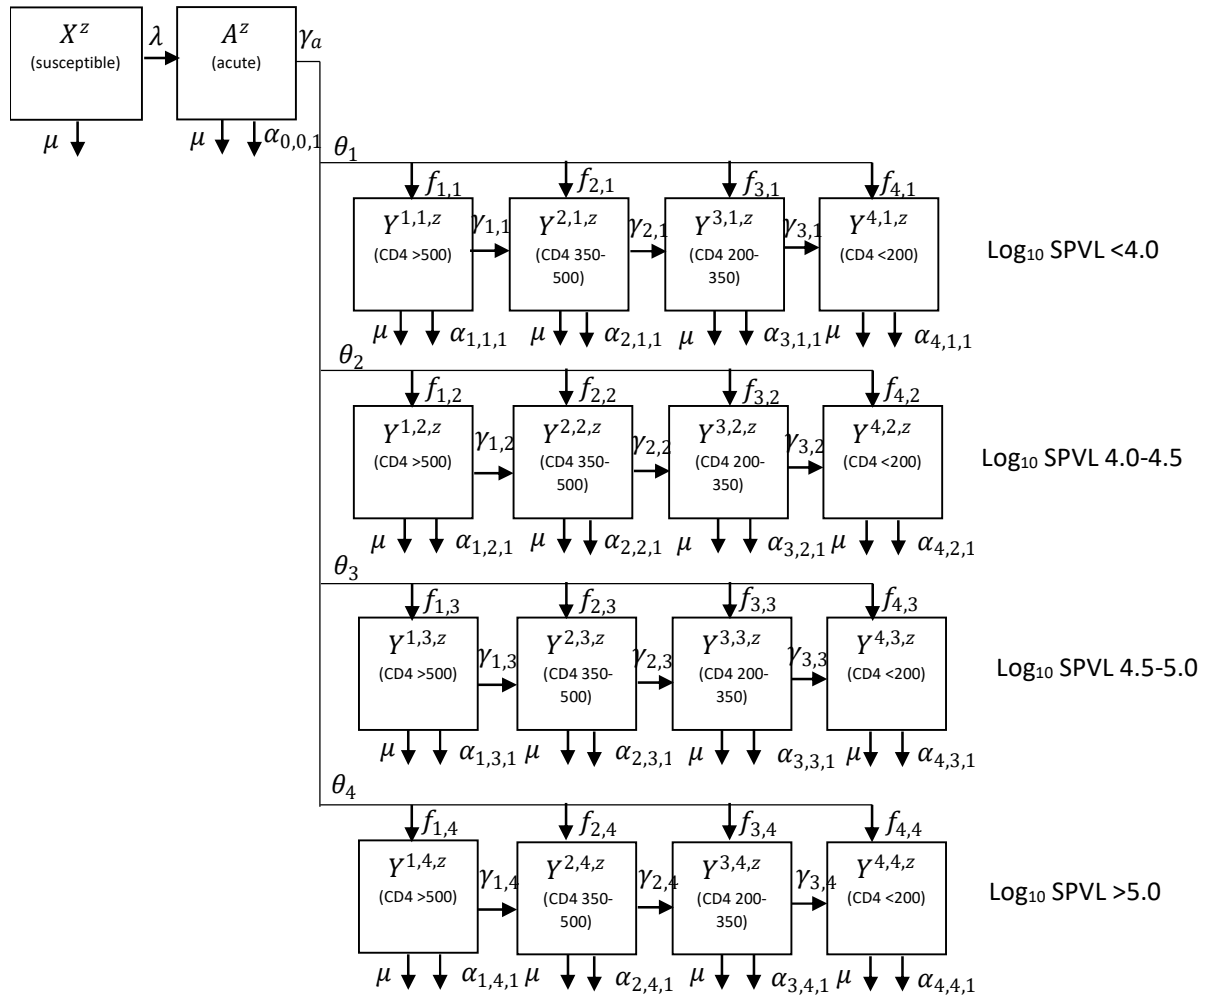 X^z λ A^z γ_a
(susceptible) (acute)
μ μ α_{0,0,1}
θ_1
f_{1,1} f_{2,1} f_{3,1} f_{4,1}
Y^{1,1,z} γ_{1,1} Y^{2,1,z} γ_{2,1} Y^{3,1,z} γ_{3,1} Y^{4,1,z}
(CD4 >500) (CD4 350- (CD4 200- (CD4 <200) Log₁₀ SPVL <4.0
500) 350)
μ α_{1,1,1} μ α_{2,1,1} μ α_{3,1,1} μ α_{4,1,1}
θ_2
f_{1,2} f_{2,2} f_{3,2} f_{4,2}
Y^{1,2,z} γ_{1,2} Y^{2,2,z} γ_{2,2} Y^{3,2,z} γ_{3,2} Y^{4,2,z}
(CD4 >500) (CD4 350- (CD4 200- (CD4 <200) Log₁₀ SPVL 4.0-4.5
500) 350)
μ α_{1,2,1} μ α_{2,2,1} μ α_{3,2,1} μ α_{4,2,1}
θ_3
f_{1,3} f_{2,3} f_{3,3} f_{4,3}
Y^{1,3,z} γ_{1,3} Y^{2,3,z} γ_{2,3} Y^{3,3,z} γ_{3,3} Y^{4,3,z}
(CD4 >500) (CD4 350- (CD4 200- (CD4 <200) Log₁₀ SPVL 4.5-5.0
500) 350)
μ α_{1,3,1} μ α_{2,3,1} μ α_{3,3,1} μ α_{4,3,1}
θ_4
f_{1,4} f_{2,4} f_{3,4} f_{4,4}
Y^{1,4,z} γ_{1,4} Y^{2,4,z} γ_{2,4} Y^{3,4,z} γ_{3,4} Y^{4,4,z}
(CD4 >500) (CD4 350- (CD4 200- (CD4 <200) Log₁₀ SPVL >5.0
500) 350)
μ α_{1,4,1} μ α_{2,4,1} μ α_{3,4,1} μ α_{4,4,1}